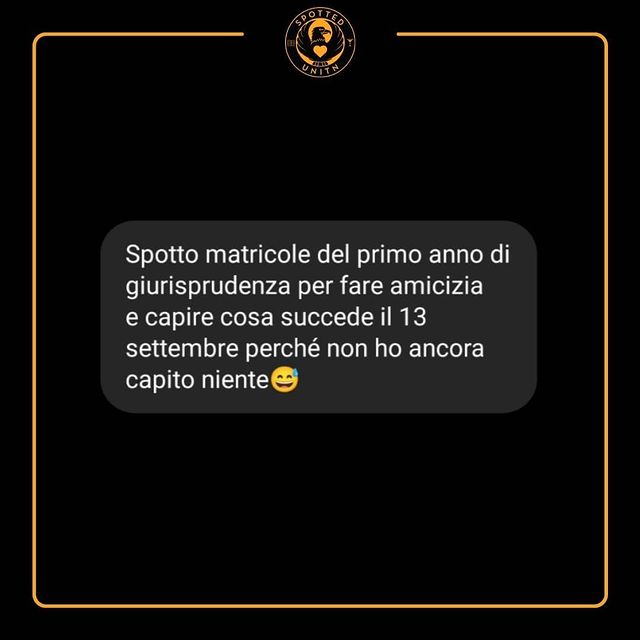 SPOTTED
UNITN
Spotto matricole del primo anno di
giurisprudenza per fare amicizia
e capire cosa succede il 13
settembre perché non ho ancora
capito niente😅